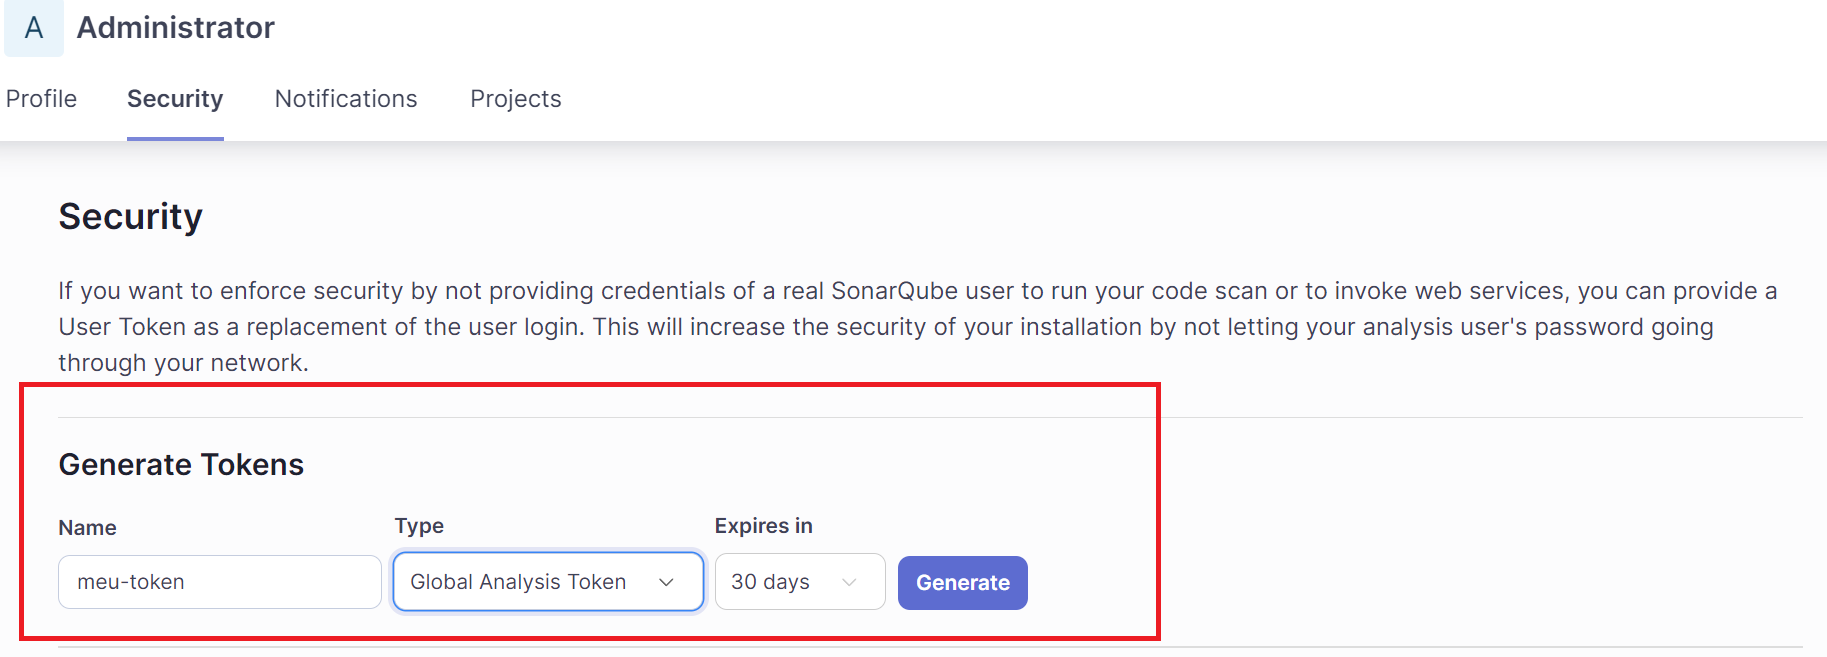 A Administrator
Profile Security Notifications Projects
Security
If you want to enforce security by not providing credentials of a real SonarQube user to run your code scan or to invoke web services, you can provide a
User Token as a replacement of the user login. This will increase the security of your installation by not letting your analysis user's password going
through your network.
Generate Tokens
Name Type Expires in
meu-token Global Analysis Token 30 days Generate